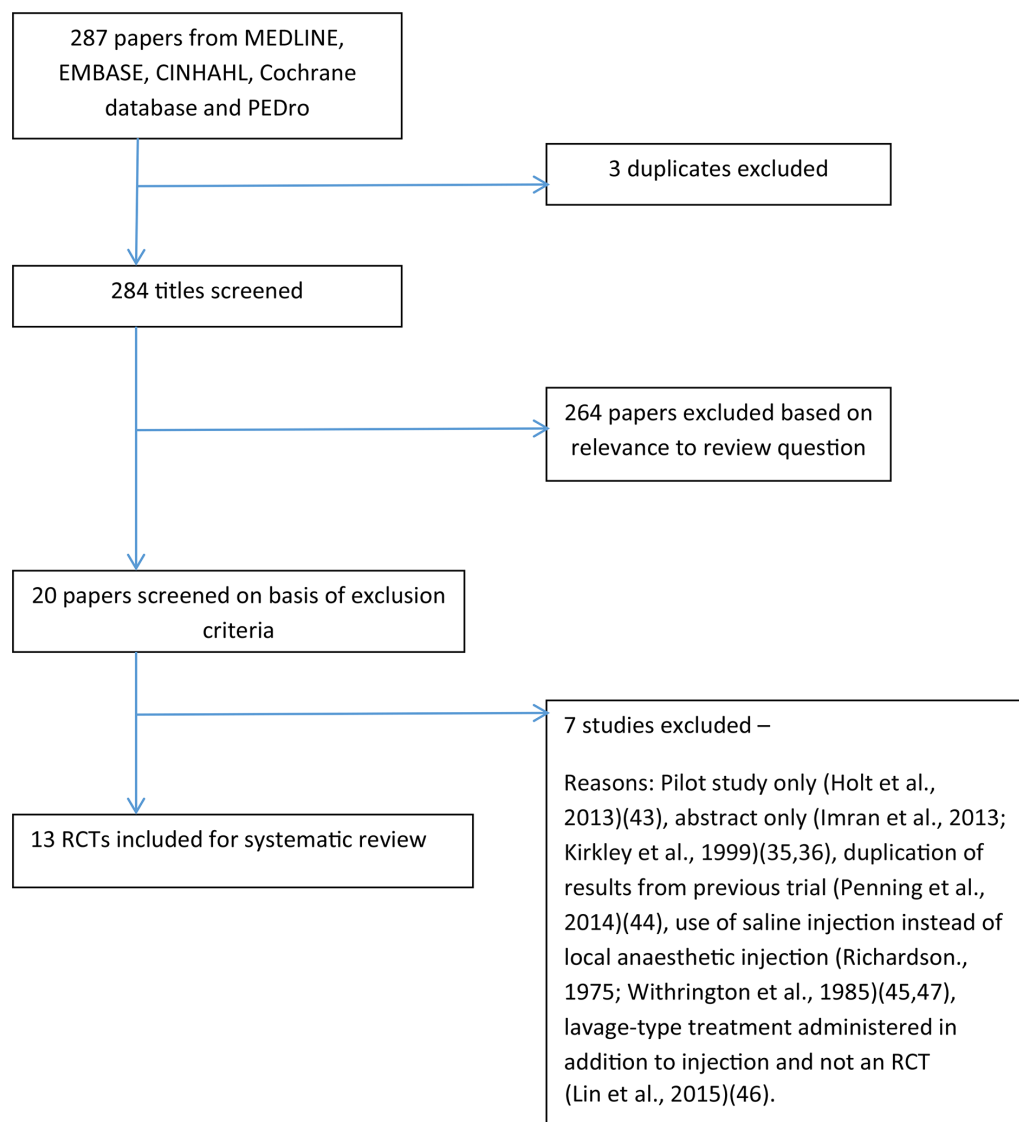 287 papers from MEDLINE,
EMBASE, CINHAHL, Cochrane
database and PEDro
3 duplicates excluded
284 titles screened
264 papers excluded based on
relevance to review question
20 papers screened on basis of exclusion
criteria
7 studies excluded –
Reasons: Pilot study only (Holt et al.,
2013)(43), abstract only (Imran et al., 2013;
Kirkley et al., 1999)(35,36), duplication of
results from previous trial (Penning et al.,
2014)(44), use of saline injection instead of
local anaesthetic injection (Richardson.,
1975; Withrington et al., 1985)(45,47),
lavage-type treatment administered in
addition to injection and not an RCT
(Lin et al., 2015)(46).
13 RCTs included for systematic review